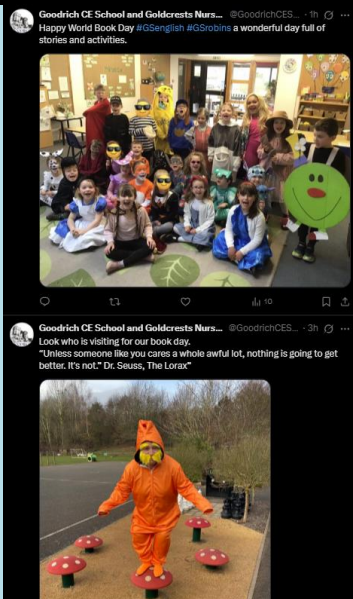 Goodrich CE School and Goldcrests Nurs... @GoodrichCES... · 1h
Happy World Book Day #GSenglish #GSrobins a wonderful day full of
stories and activities.
10
Goodrich CE School and Goldcrests Nurs... @GoodrichCES... · 3h
Look who is visiting for our book day.
“Unless someone like you cares a whole awful lot, nothing is going to get
better. It's not.” Dr. Seuss, The Lorax”